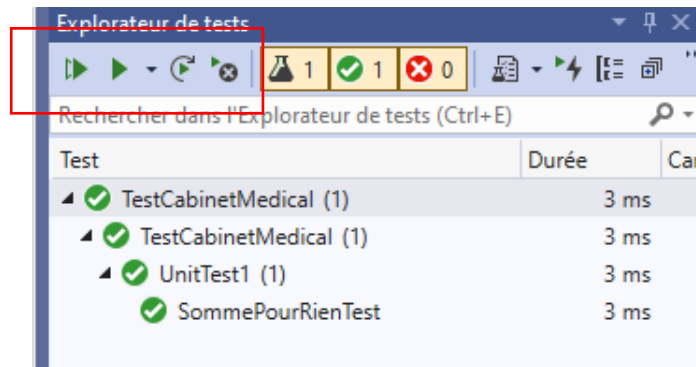 Explorateur de tests
1 1 0
Rechercher dans l'Explorateur de tests (Ctrl+E)
Test Durée Car
TestCabinetMedical (1) 3 ms
TestCabinetMedical (1) 3 ms
UnitTest1 (1) 3 ms
SommePourRienTest 3 ms